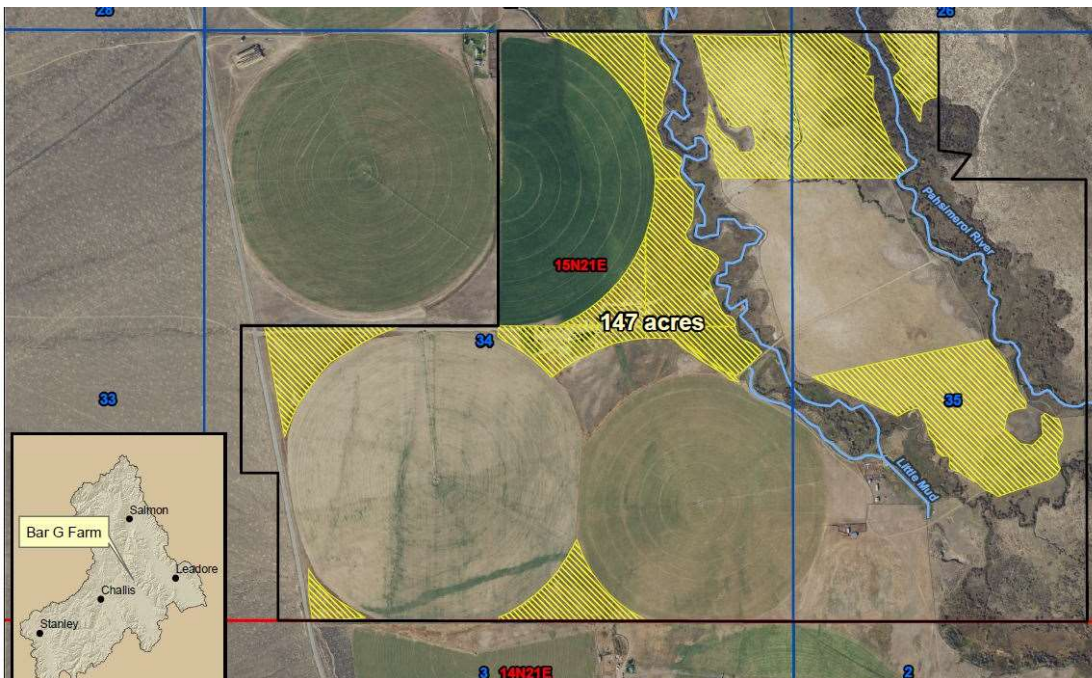 28
26
Pahsimeroi River
15N21E
147 acres
34
33
35
Little Mud
Salmon
Bar G Farm
Leadore
Challis
Stanley
3
14N21E
2